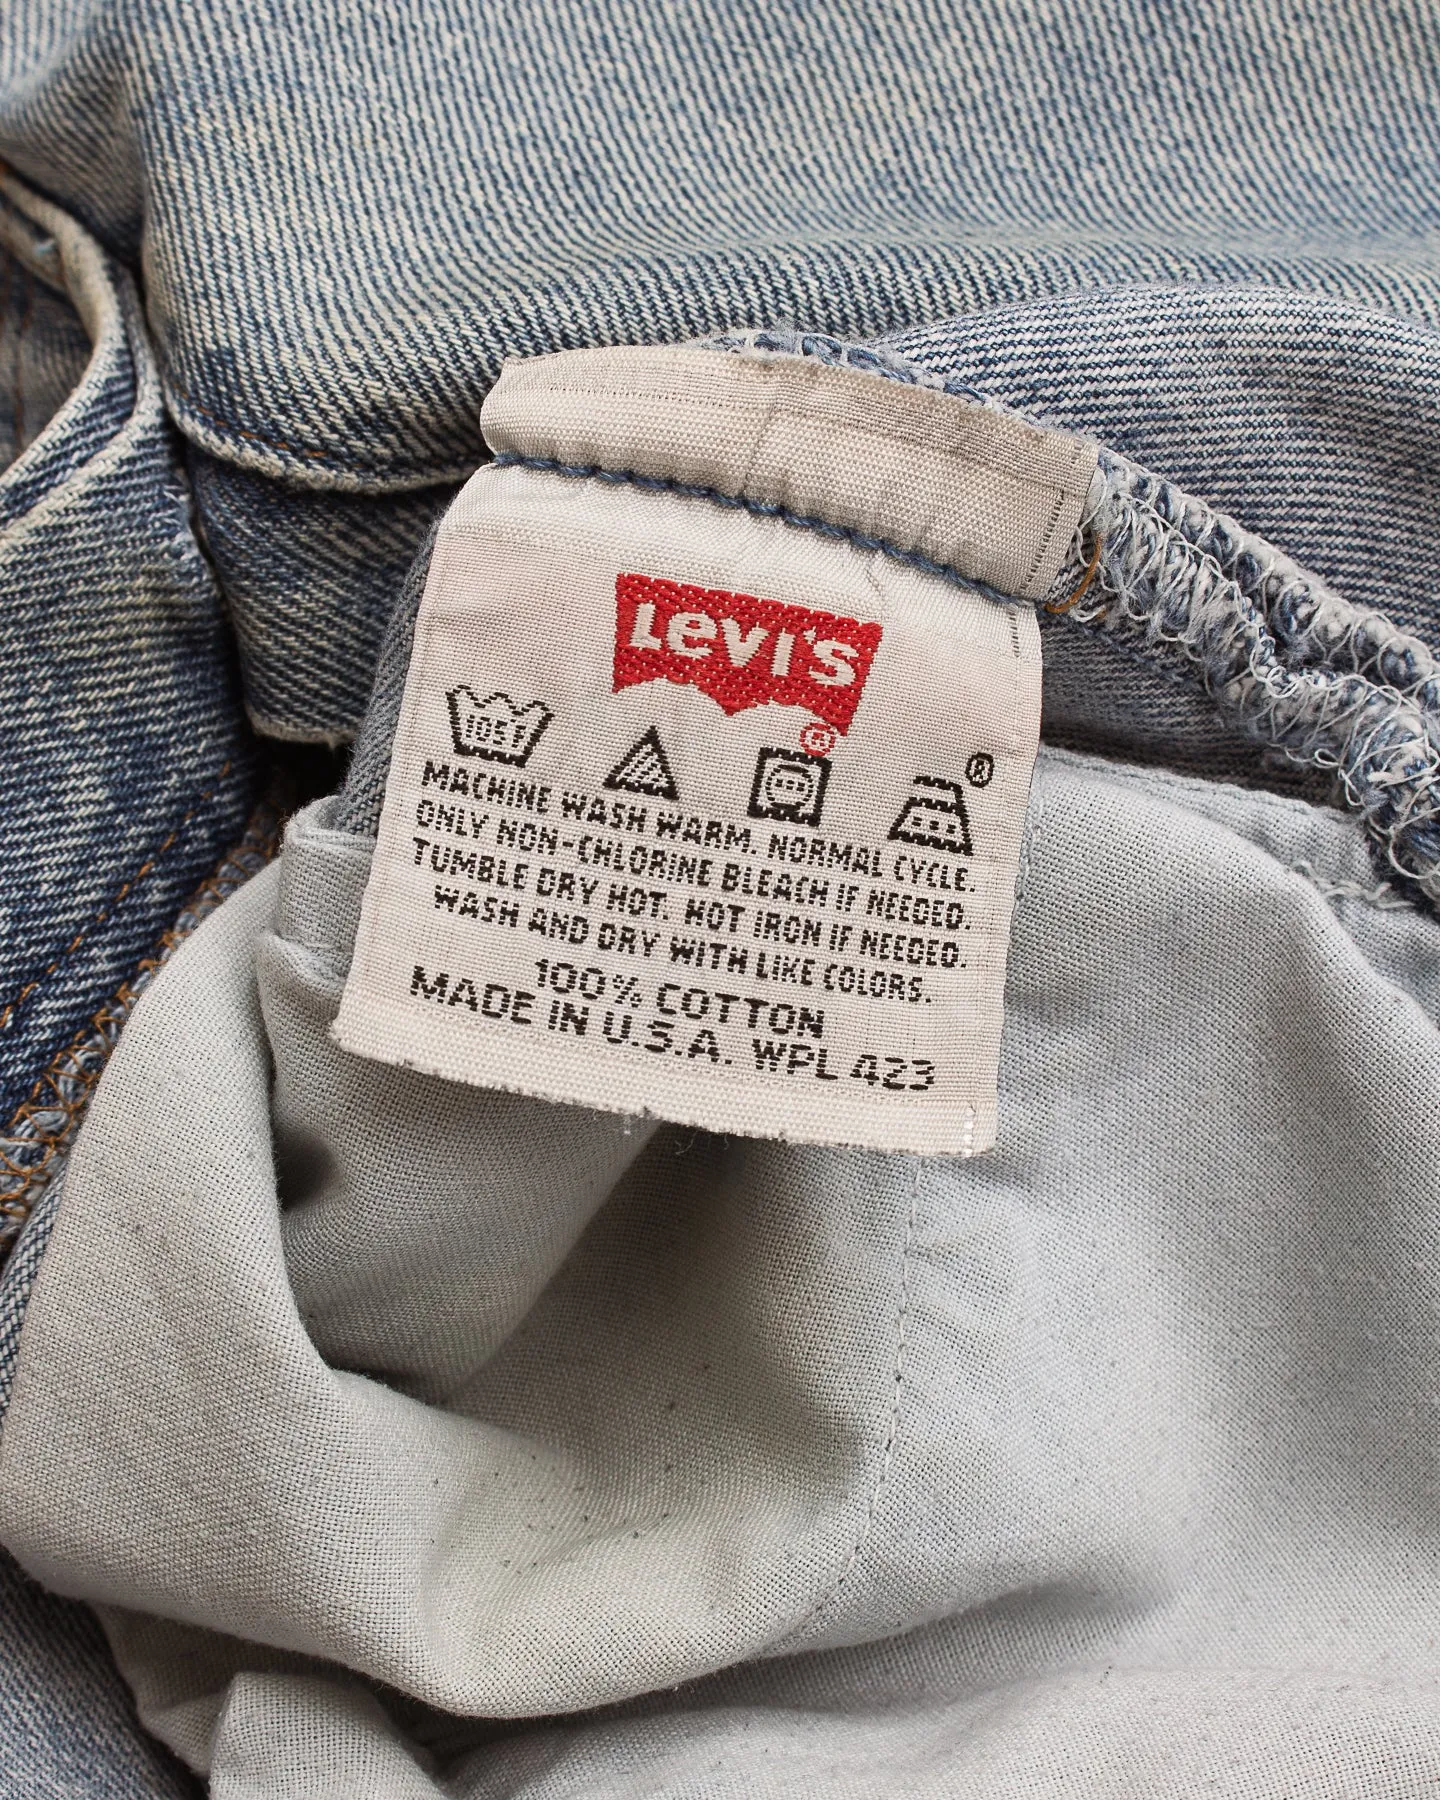 Levi's
®
105F
®
MACHINE WASH WARM. NORMAL CYCLE.
ONLY NON-CHLORINE BLEACH IF NEEDED.
TUMBLE DRY HOT. HOT IRON IF NEEDED.
WASH AND DRY WITH LIKE COLORS.
100% COTTON
MADE IN U.S.A. WPL 423